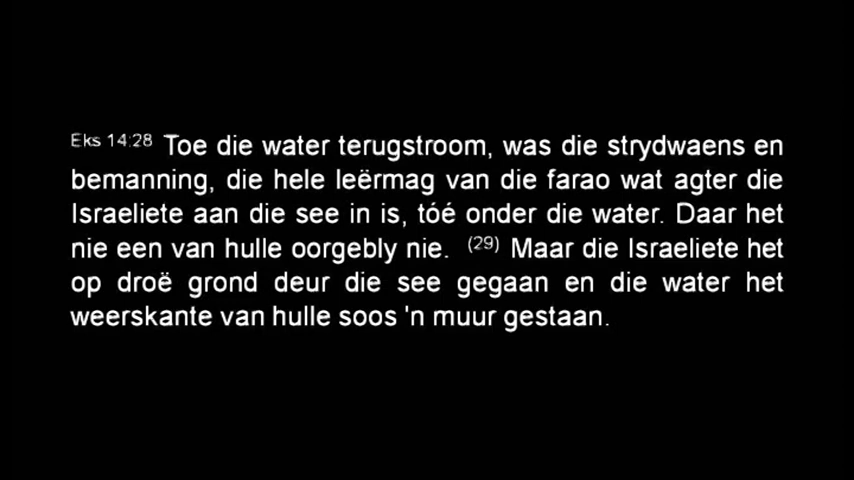 Eks 14:28 Toe die water terugstroom, was die strydwaens en
bemanning, die hele leërmag van die farao wat agter die
Israeliete aan die see in is, tóé onder die water. Daar het
nie een van hulle oorgebly nie. (29) Maar die Israeliete het
op droë grond deur die see gegaan en die water het
weerskante van hulle soos 'n muur gestaan.